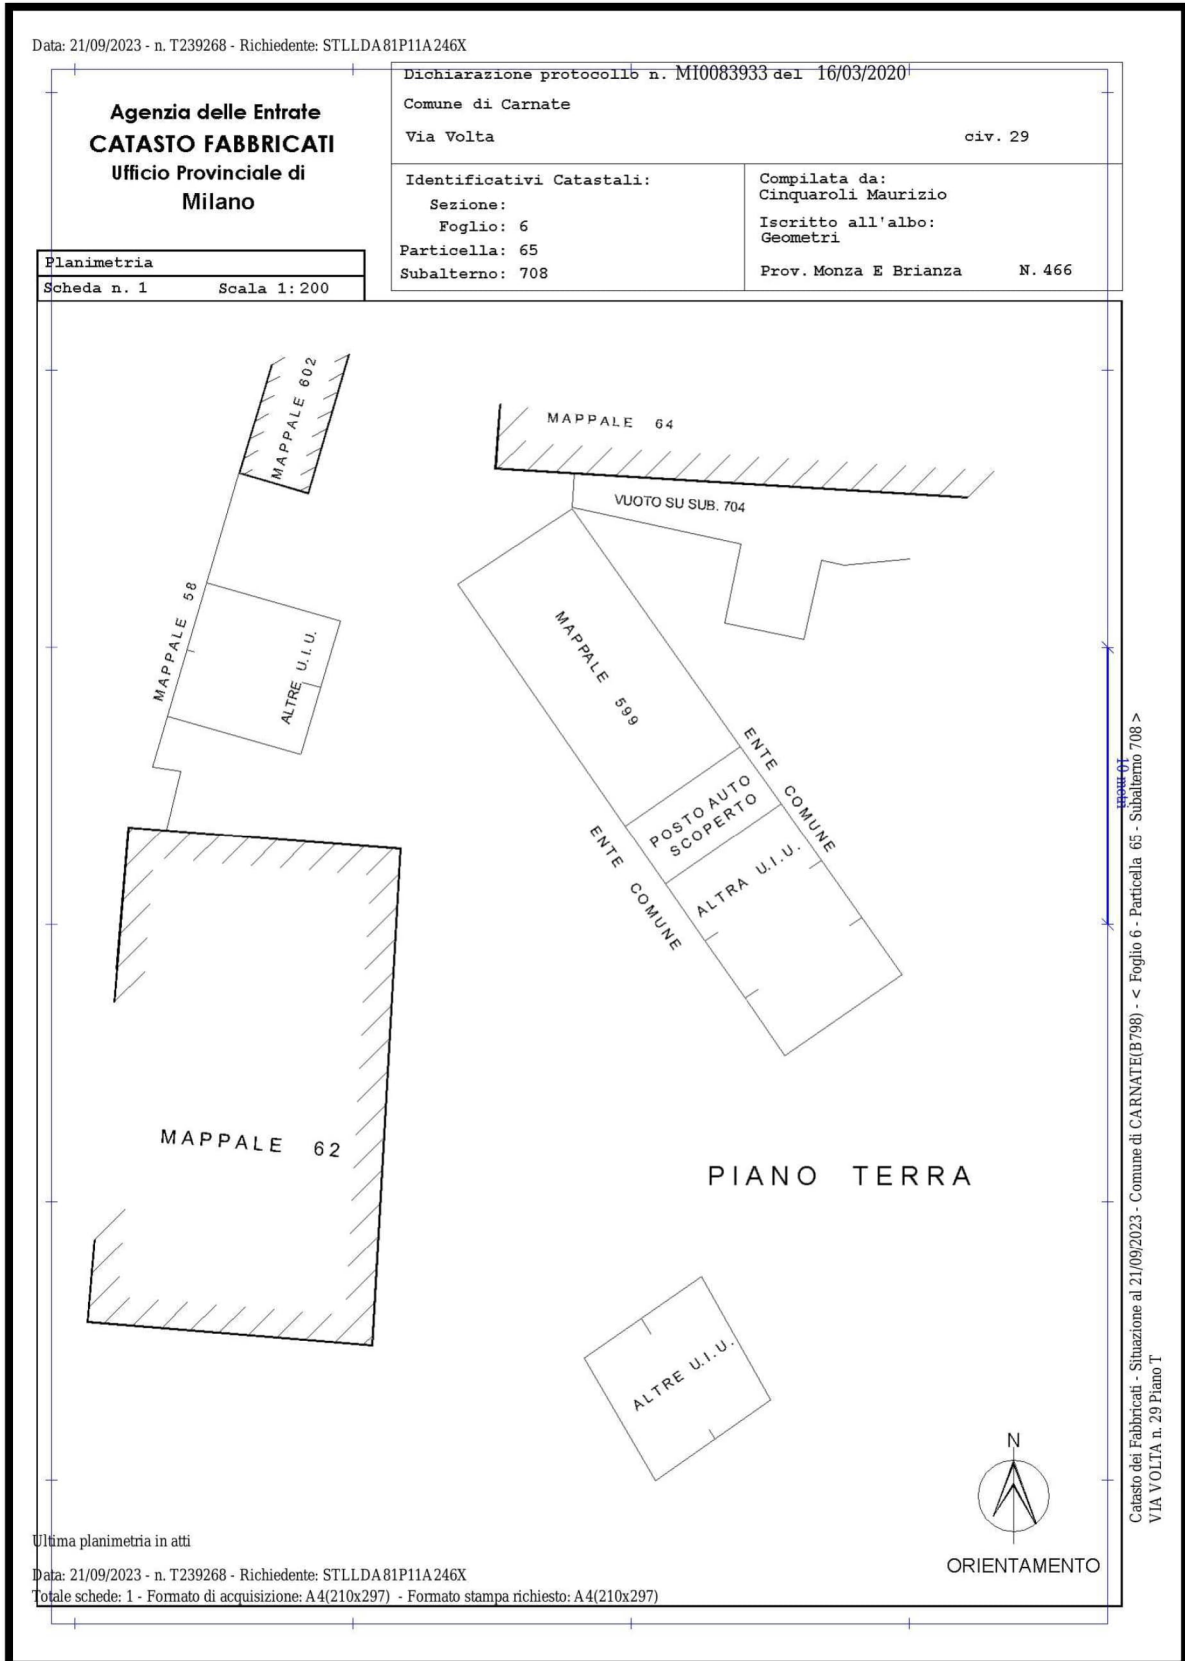 Data: 21/09/2023 - n. T239268 - Richiedente: STLLDA81P11A246X
Agenzia delle Entrate
CATASTO FABBRICATI
Ufficio Provinciale di
Milano
Dichiarazione protocollo n. MI0083933 del 16/03/2020
Comune di Carnate
Via Volta civ. 29
Identificativi Catastali:
Sezione:
Foglio: 6
Particella: 65
Subalterno: 708
Compilata da:
Cinquaroli Maurizio
Iscritto all'albo:
Geometri
Prov. Monza E Brianza N. 466
Planimetria
Scheda n. 1 Scala 1:200
MAPPALE 602
MAPPALE 64
VUOTO SU SUB. 704
MAPPALE 58
ALTRE U.I.U.
MAPPALE 599
ENTE COMUNE
POSTO AUTO
SCOPERTO
ENTE COMUNE
ALTRA U.I.U.
MAPPALE 62
PIANO TERRA
ALTRE U.I.U.
N
ORIENTAMENTO
10 metri
Catasto dei Fabbricati - Situazione al 21/09/2023 - Comune di CARNATE(B798) - < Foglio 6 - Particella 65 - Subalterno 708 >
VIA VOLTA n. 29 Piano T
Ultima planimetria in atti
Data: 21/09/2023 - n. T239268 - Richiedente: STLLDA81P11A246X
Totale schede: 1 - Formato di acquisizione: A4(210x297) - Formato stampa richiesto: A4(210x297)